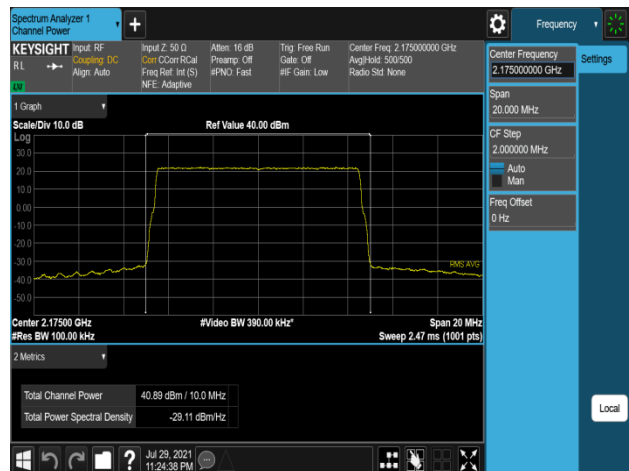 Spectrum Analyzer 1
Channel Power
Frequency
KEYSIGHT
RL
LXI
Input: RF
Coupling: DC
Align: Auto
Input Z: 50 Ω
Corr CCorr RCal
Freq Ref: Int (S)
NFE: Adaptive
Atten: 16 dB
Preamp: Off
#PNO: Fast
Trig: Free Run
Gate: Off
#IF Gain: Low
Center Freq: 2.175000000 GHz
Avg|Hold: 500/500
Radio Std: None
Center Frequency
2.175000000 GHz
Settings
Span
20.000 MHz
CF Step
2.000000 MHz
Auto
Man
Freq Offset
0 Hz
1 Graph
Scale/Div 10.0 dB
Ref Value 40.00 dBm
Log
30.0
20.0
10.0
0.00
-10.0
-20.0
-30.0
-40.0
-50.0
RMS AVG
Center 2.17500 GHz
#Video BW 390.00 kHz*
Span 20 MHz
#Res BW 100.00 kHz
Sweep 2.47 ms (1001 pts)
2 Metrics
Total Channel Power 40.89 dBm / 10.0 MHz
Total Power Spectral Density -29.11 dBm/Hz
Local
?
Jul 29, 2021
11:24:38 PM